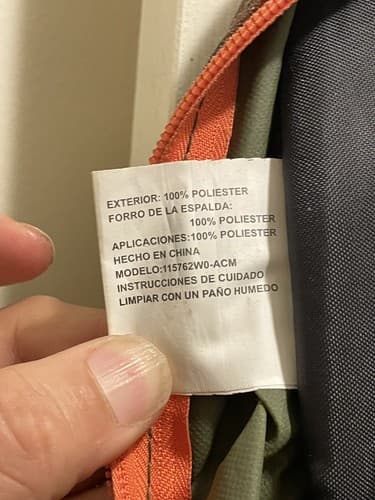 EXTERIOR: 100% POLIESTER
FORRO DE LA ESPALDA:
100% POLIESTER
APLICACIONES:100% POLIESTER
HECHO EN CHINA
MODELO:115762W0-ACM
INSTRUCCIONES DE CUIDADO
LIMPIAR CON UN PAÑO HUMEDO